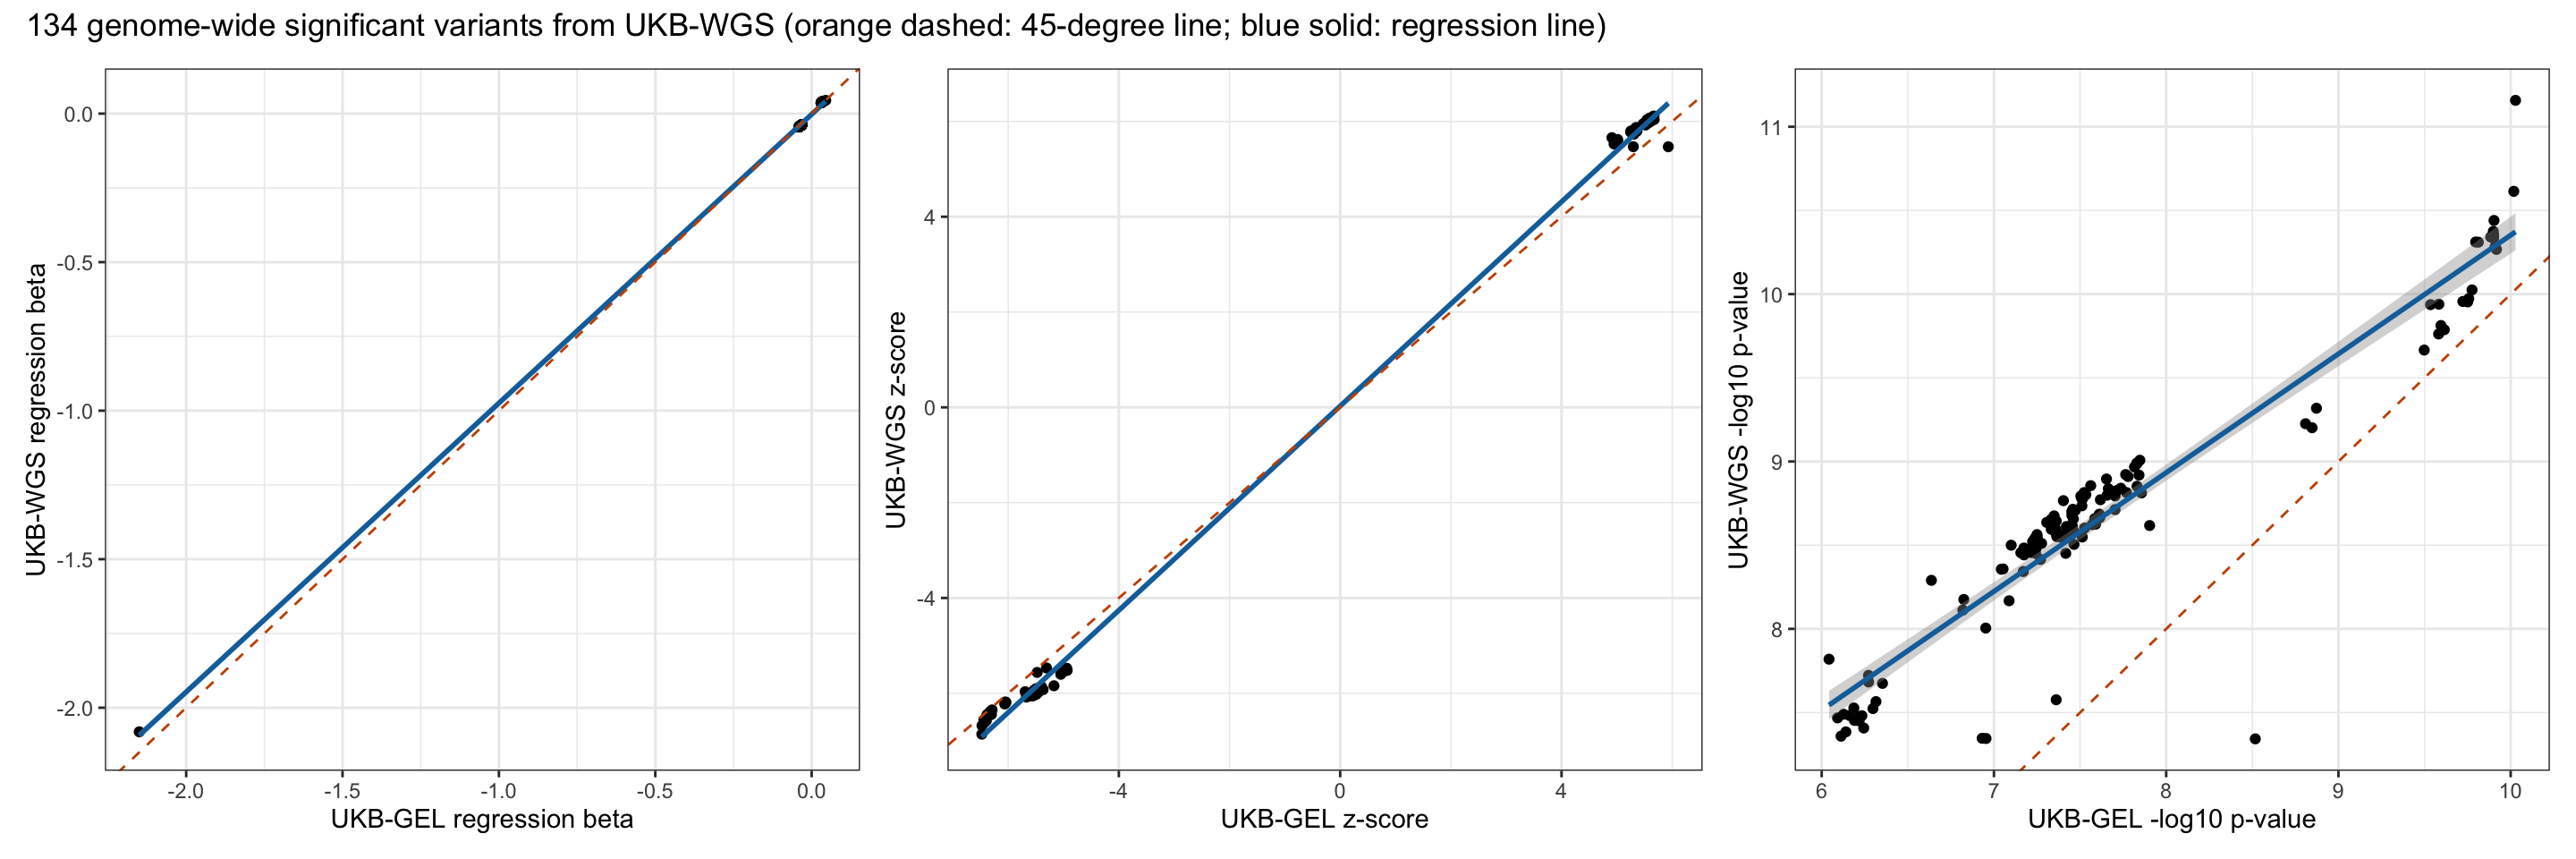 134 genome-wide significant variants from UKB-WGS (orange dashed: 45-degree line; blue solid: regression line)
UKB-WGS regression beta
0.0
-0.5
-1.0
-1.5
-2.0
-2.0 -1.5 -1.0 -0.5 0.0
UKB-GEL regression beta
UKB-WGS z-score
4
0
-4
-4 0 4
UKB-GEL z-score
UKB-WGS -log10 p-value
11
10
9
8
6 7 8 9 10
UKB-GEL -log10 p-value